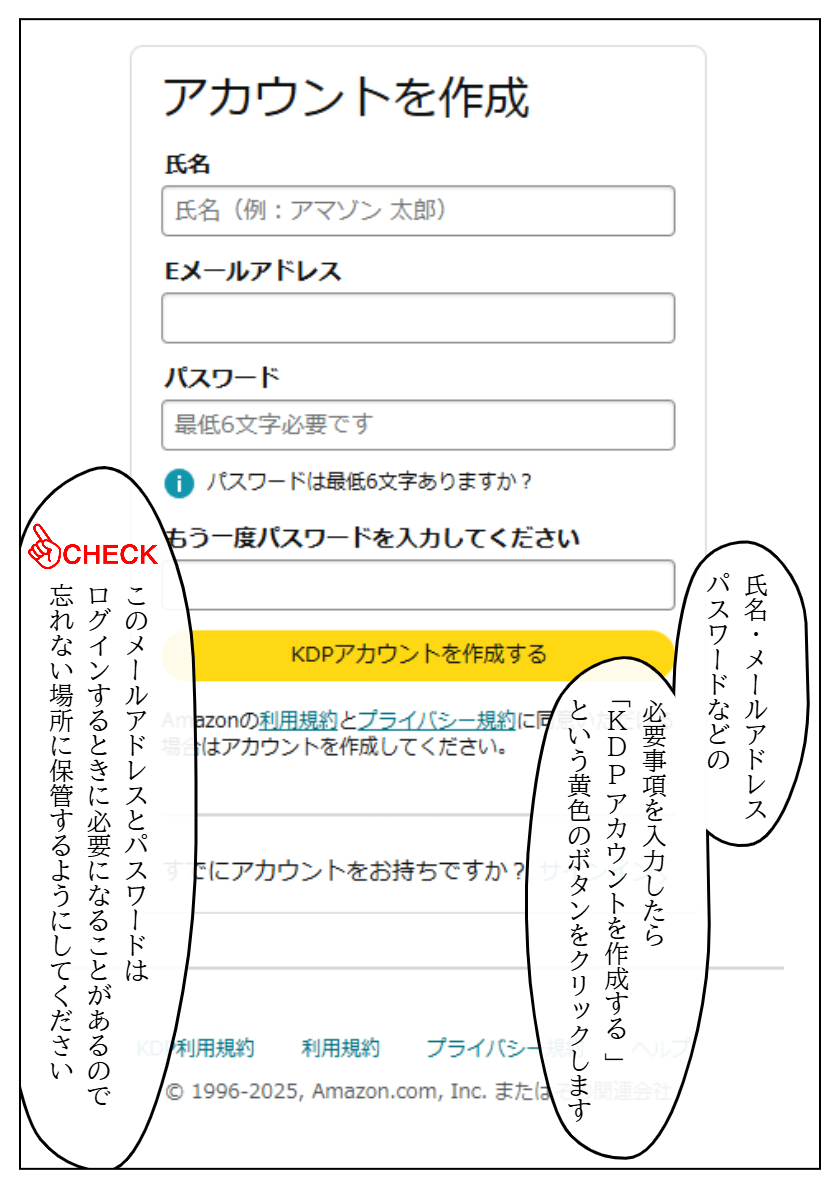 アカウントを作成
氏名
氏名（例：アマゾン 太郎）
Eメールアドレス
パスワード
最低6文字必要です
i パスワードは最低6文字ありますか？
もう一度パスワードを入力してください
KDPアカウントを作成する
Amazonの利用規約とプライバシー規約に同意いただける
場合はアカウントを作成してください。
すでにアカウントをお持ちですか？ サインイン
KDP利用規約 利用規約 プライバシー規約 ヘルプ
© 1996-2025, Amazon.com, Inc. またはその関連会社
氏名・メールアドレス
パスワードなどの
必要事項を入力したら
「ＫＤＰアカウントを作成する」
という黄色のボタンをクリックします
CHECK
このメールアドレスとパスワードは
ログインするときに必要になることがあるので
忘れない場所に保管するようにしてください